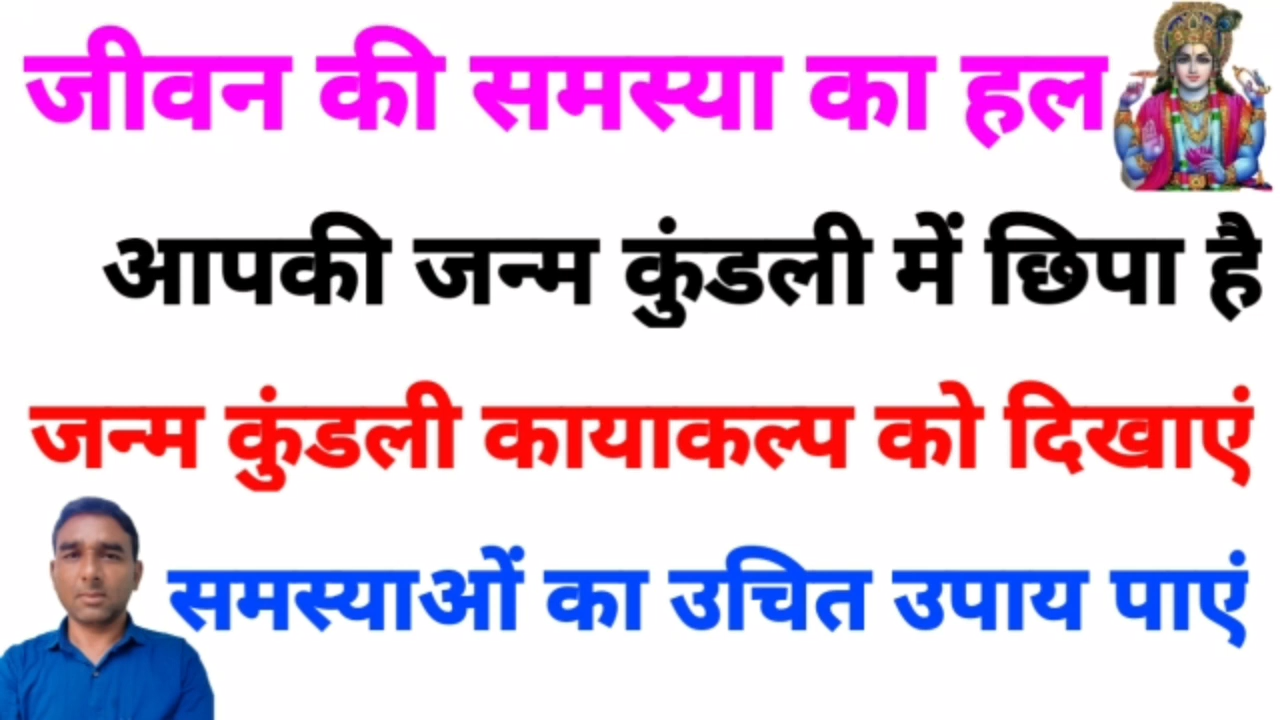 जीवन की समस्या का हल
आपकी जन्म कुंडली में छिपा है
जन्म कुंडली कायाकल्प को दिखाएं
समस्याओं का उचित उपाय पाएं